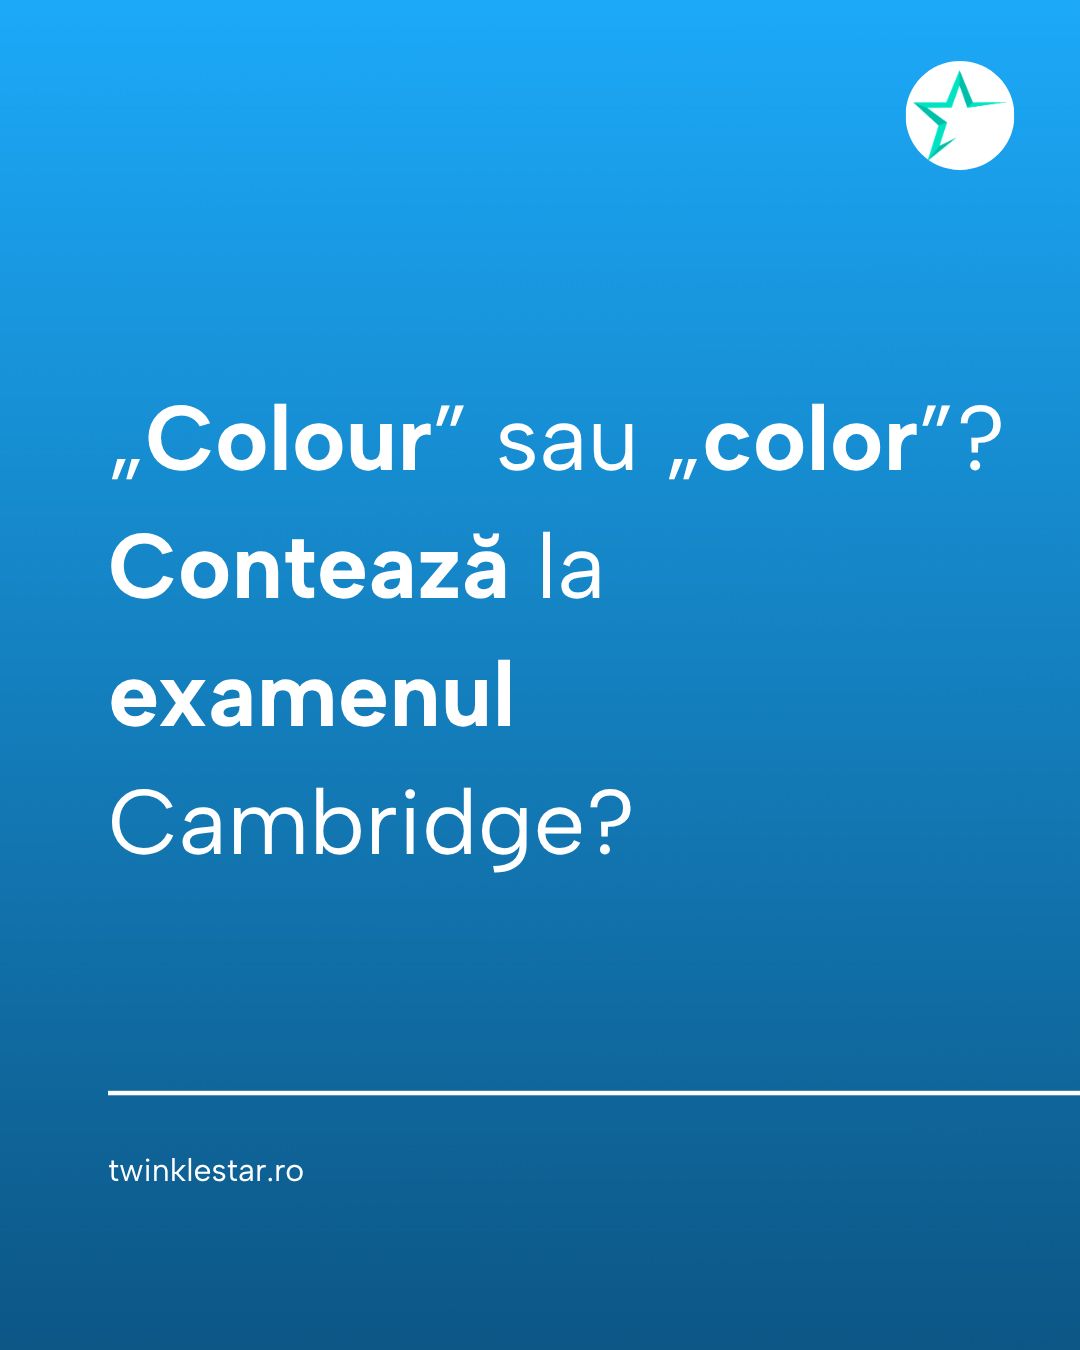 „Colour” sau „color”?
Contează la
examenul
Cambridge?
twinklestar.ro